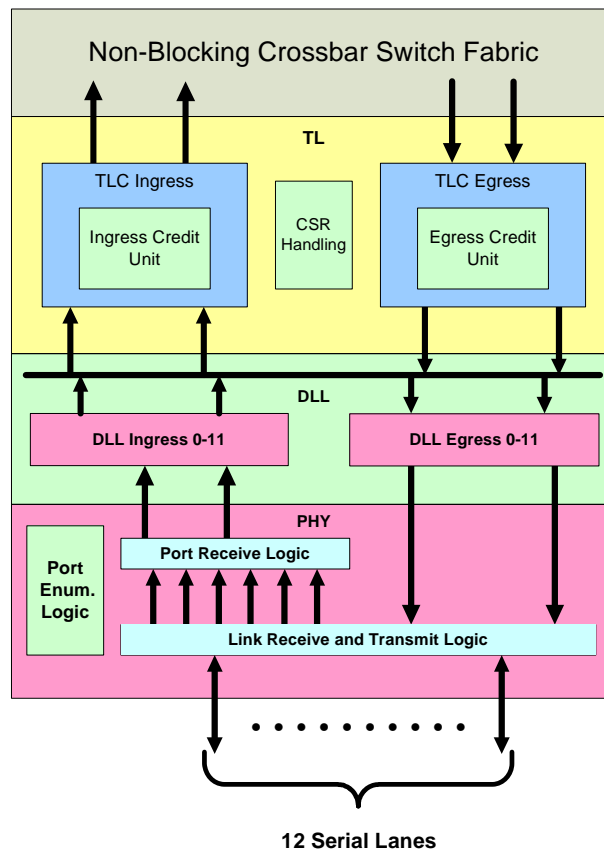 Non-Blocking Crossbar Switch Fabric
TL
TLC Ingress
Ingress Credit
Unit
CSR
Handling
TLC Egress
Egress Credit
Unit
DLL
DLL Ingress 0-11
DLL Egress 0-11
PHY
Port
Enum.
Logic
Port Receive Logic
Link Receive and Transmit Logic
12 Serial Lanes